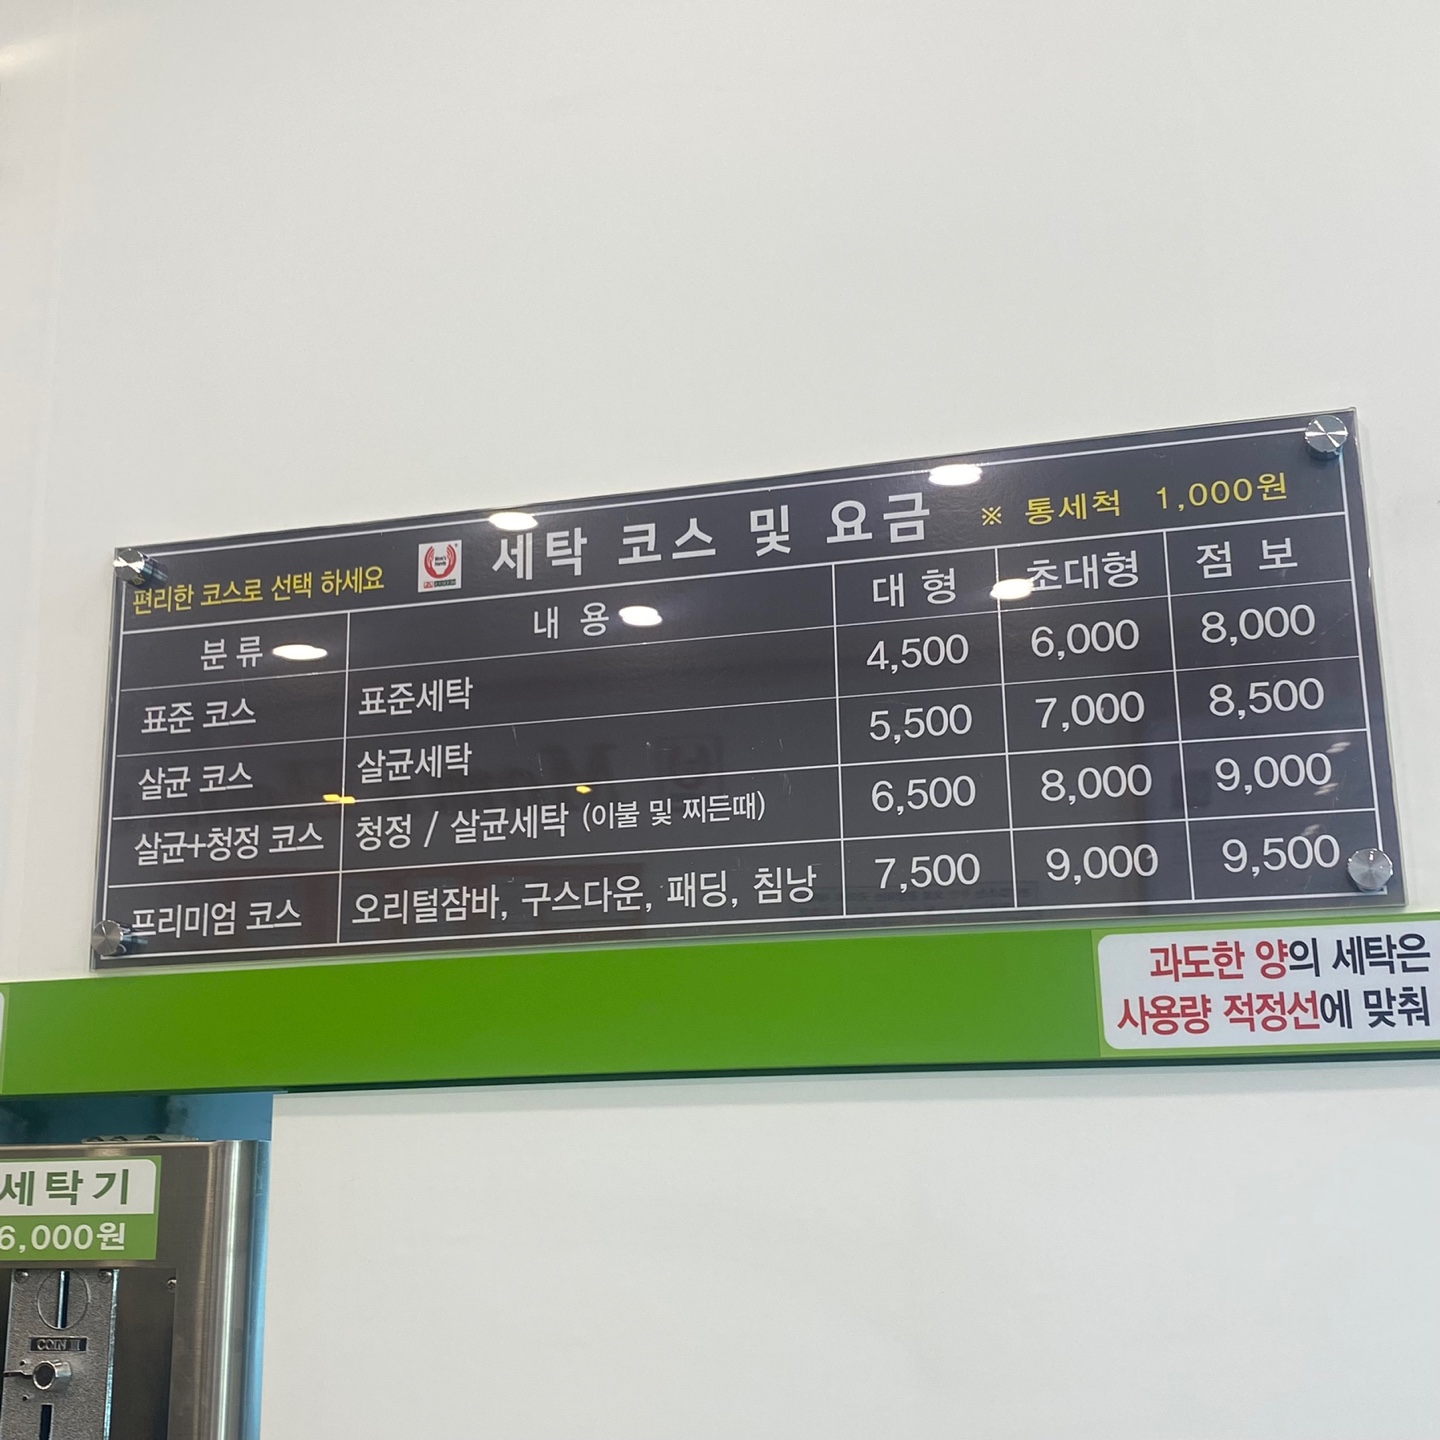 편리한 코스로 선택 하세요
세탁 코스 및 요금
※ 통세척 1,000원
분류 내용 대형 초대형 점보
표준 코스 표준세탁 4,500 6,000 8,000
살균 코스 살균세탁 5,500 7,000 8,500
살균+청정 코스 청정 / 살균세탁 (이불 및 찌든때) 6,500 8,000 9,000
프리미엄 코스 오리털잠바, 구스다운, 패딩, 침낭 7,500 9,000 9,500
과도한 양의 세탁은
사용량 적정선에 맞춰
세탁기
6,000원
COIN